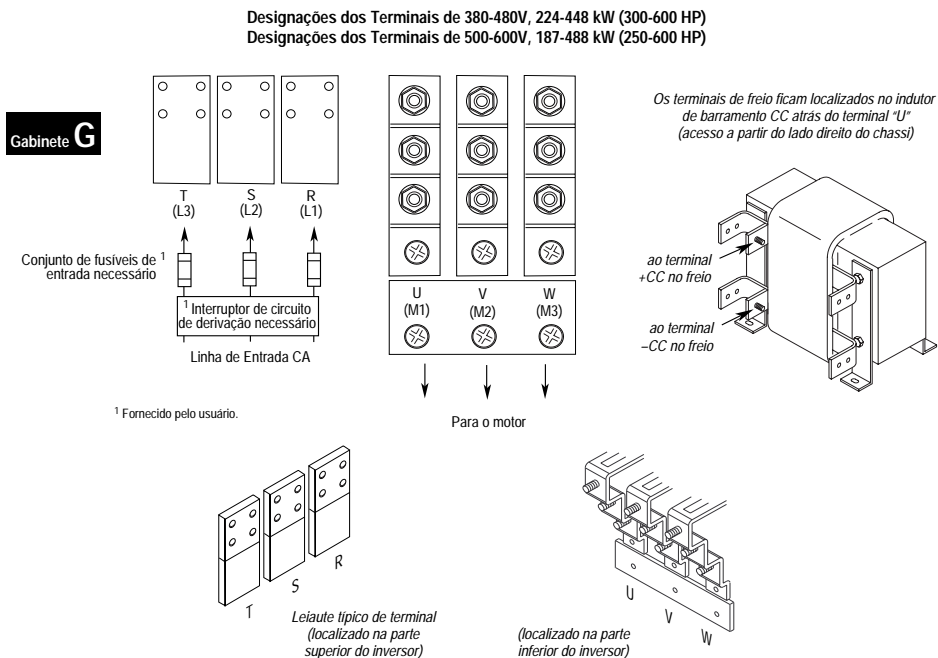 Designações dos Terminais de 380-480V, 224-448 kW (300-600 HP)
Designações dos Terminais de 500-600V, 187-488 kW (250-600 HP)
Gabinete G
T
(L3)
S
(L2)
R
(L1)
Conjunto de fusíveis de 1
entrada necessário
1 Interruptor de circuito
de derivação necessário
Linha de Entrada CA
1 Fornecido pelo usuário.
U
(M1)
V
(M2)
W
(M3)
Para o motor
Os terminais de freio ficam localizados no indutor
de barramento CC atrás do terminal "U"
(acesso a partir do lado direito do chassi)
ao terminal
+CC no freio
ao terminal
–CC no freio
T
S
R
Leiaute típico de terminal
(localizado na parte
superior do inversor)
U
V
W
(localizado na parte
inferior do inversor)